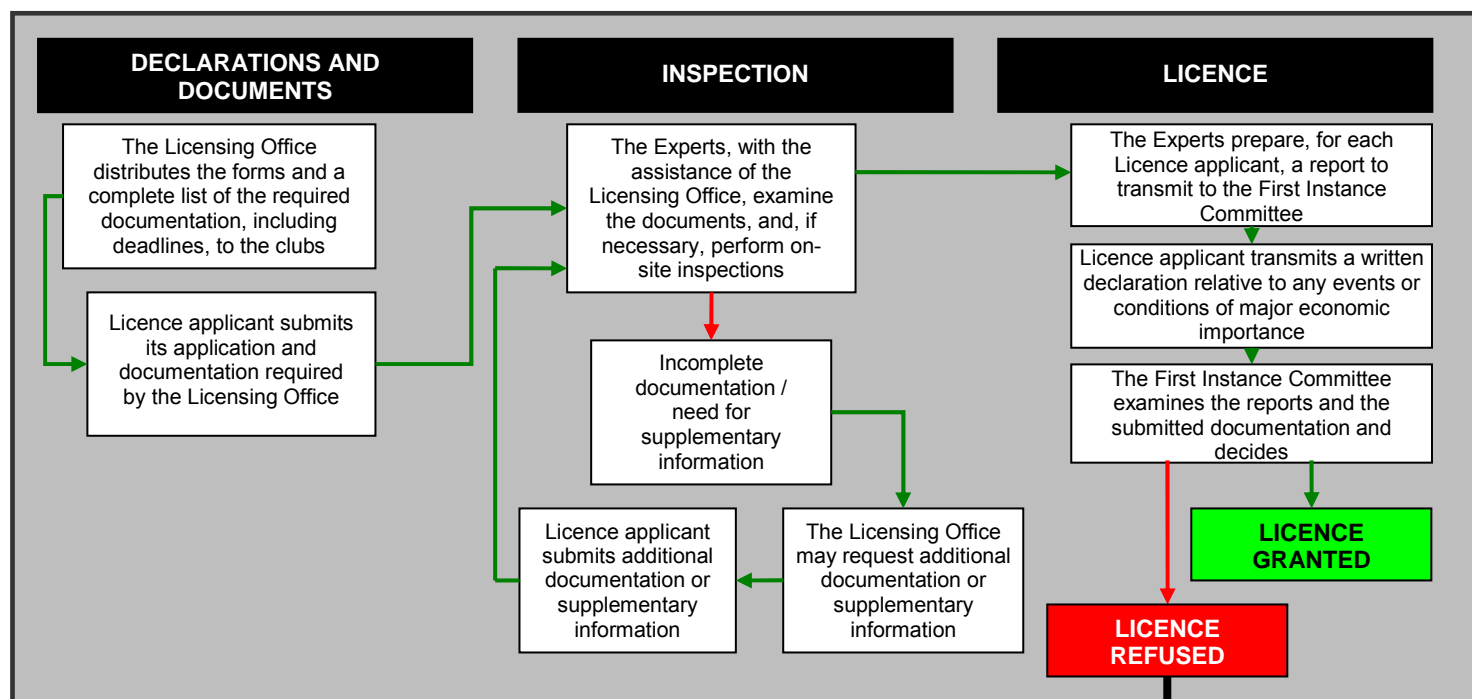 DECLARATIONS AND
DOCUMENTS
The Licensing Office
distributes the forms and a
complete list of the required
documentation, including
deadlines, to the clubs
Licence applicant submits
its application and
documentation required
by the Licensing Office
INSPECTION
The Experts, with the
assistance of the
Licensing Office, examine
the documents, and, if
necessary, perform on-
site inspections
Incomplete
documentation /
need for
supplementary
information
The Licensing Office
may request additional
documentation or
supplementary
information
Licence applicant
submits additional
documentation or
supplementary
information
LICENCE
The Experts prepare, for each
Licence applicant, a report to
transmit to the First Instance
Committee
Licence applicant transmits a written
declaration relative to any events or
conditions of major economic
importance
The First Instance Committee
examines the reports and the
submitted documentation and
decides
LICENCE
GRANTED
LICENCE
REFUSED